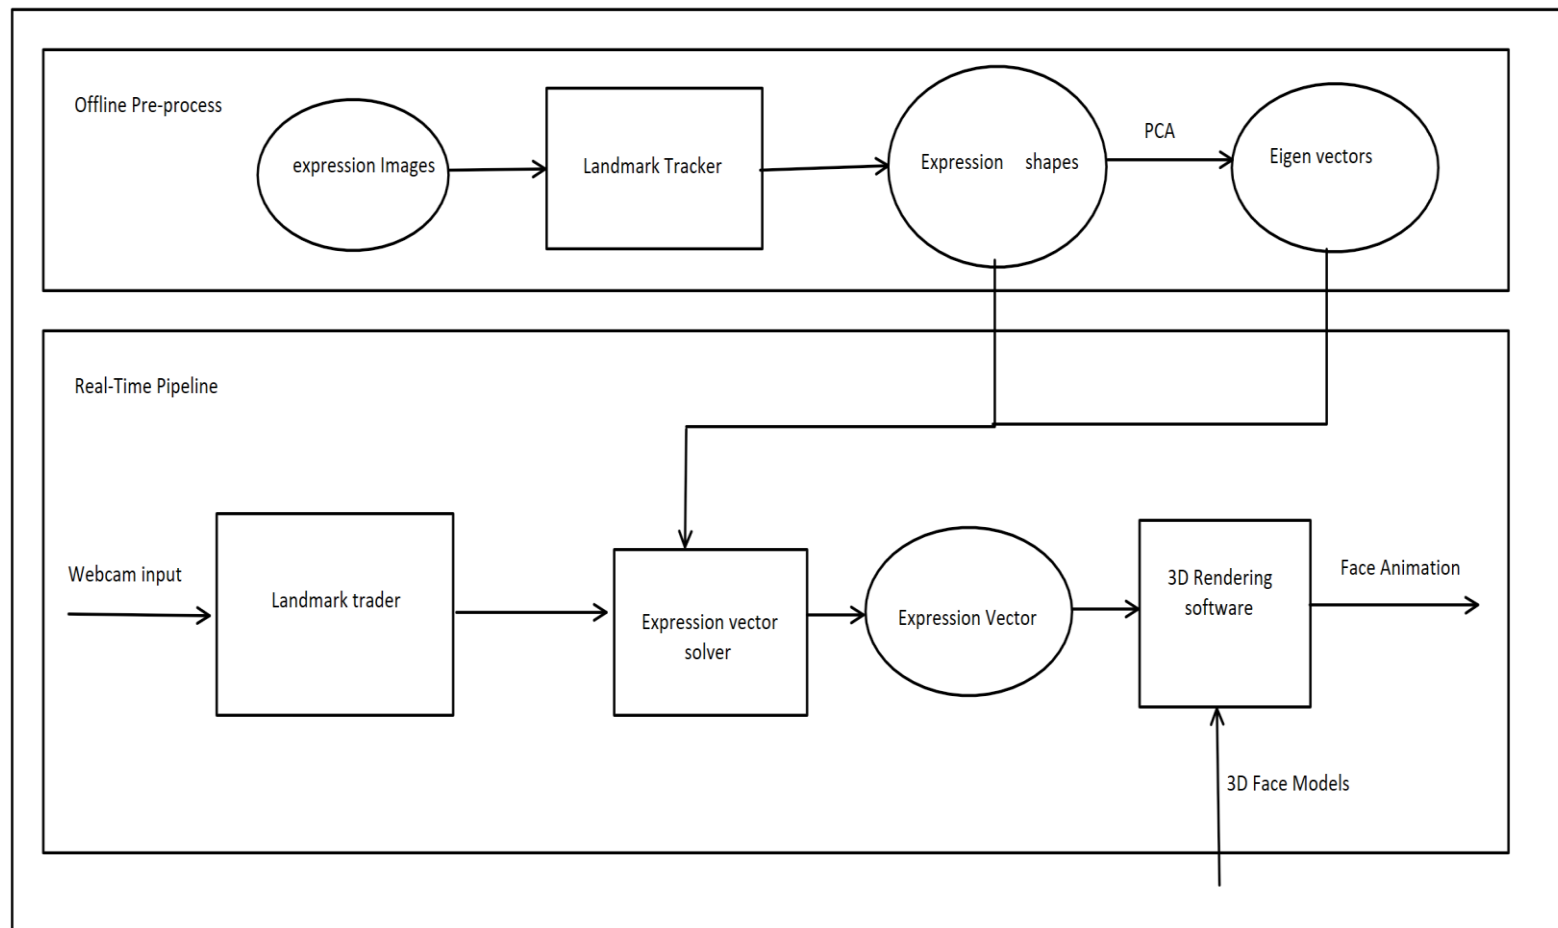 Offline Pre-process
expression Images
Landmark Tracker
Expression shapes
PCA
Eigen vectors
Real-Time Pipeline
Webcam input
Landmark trader
Expression vector
solver
Expression Vector
3D Rendering
software
Face Animation
3D Face Models